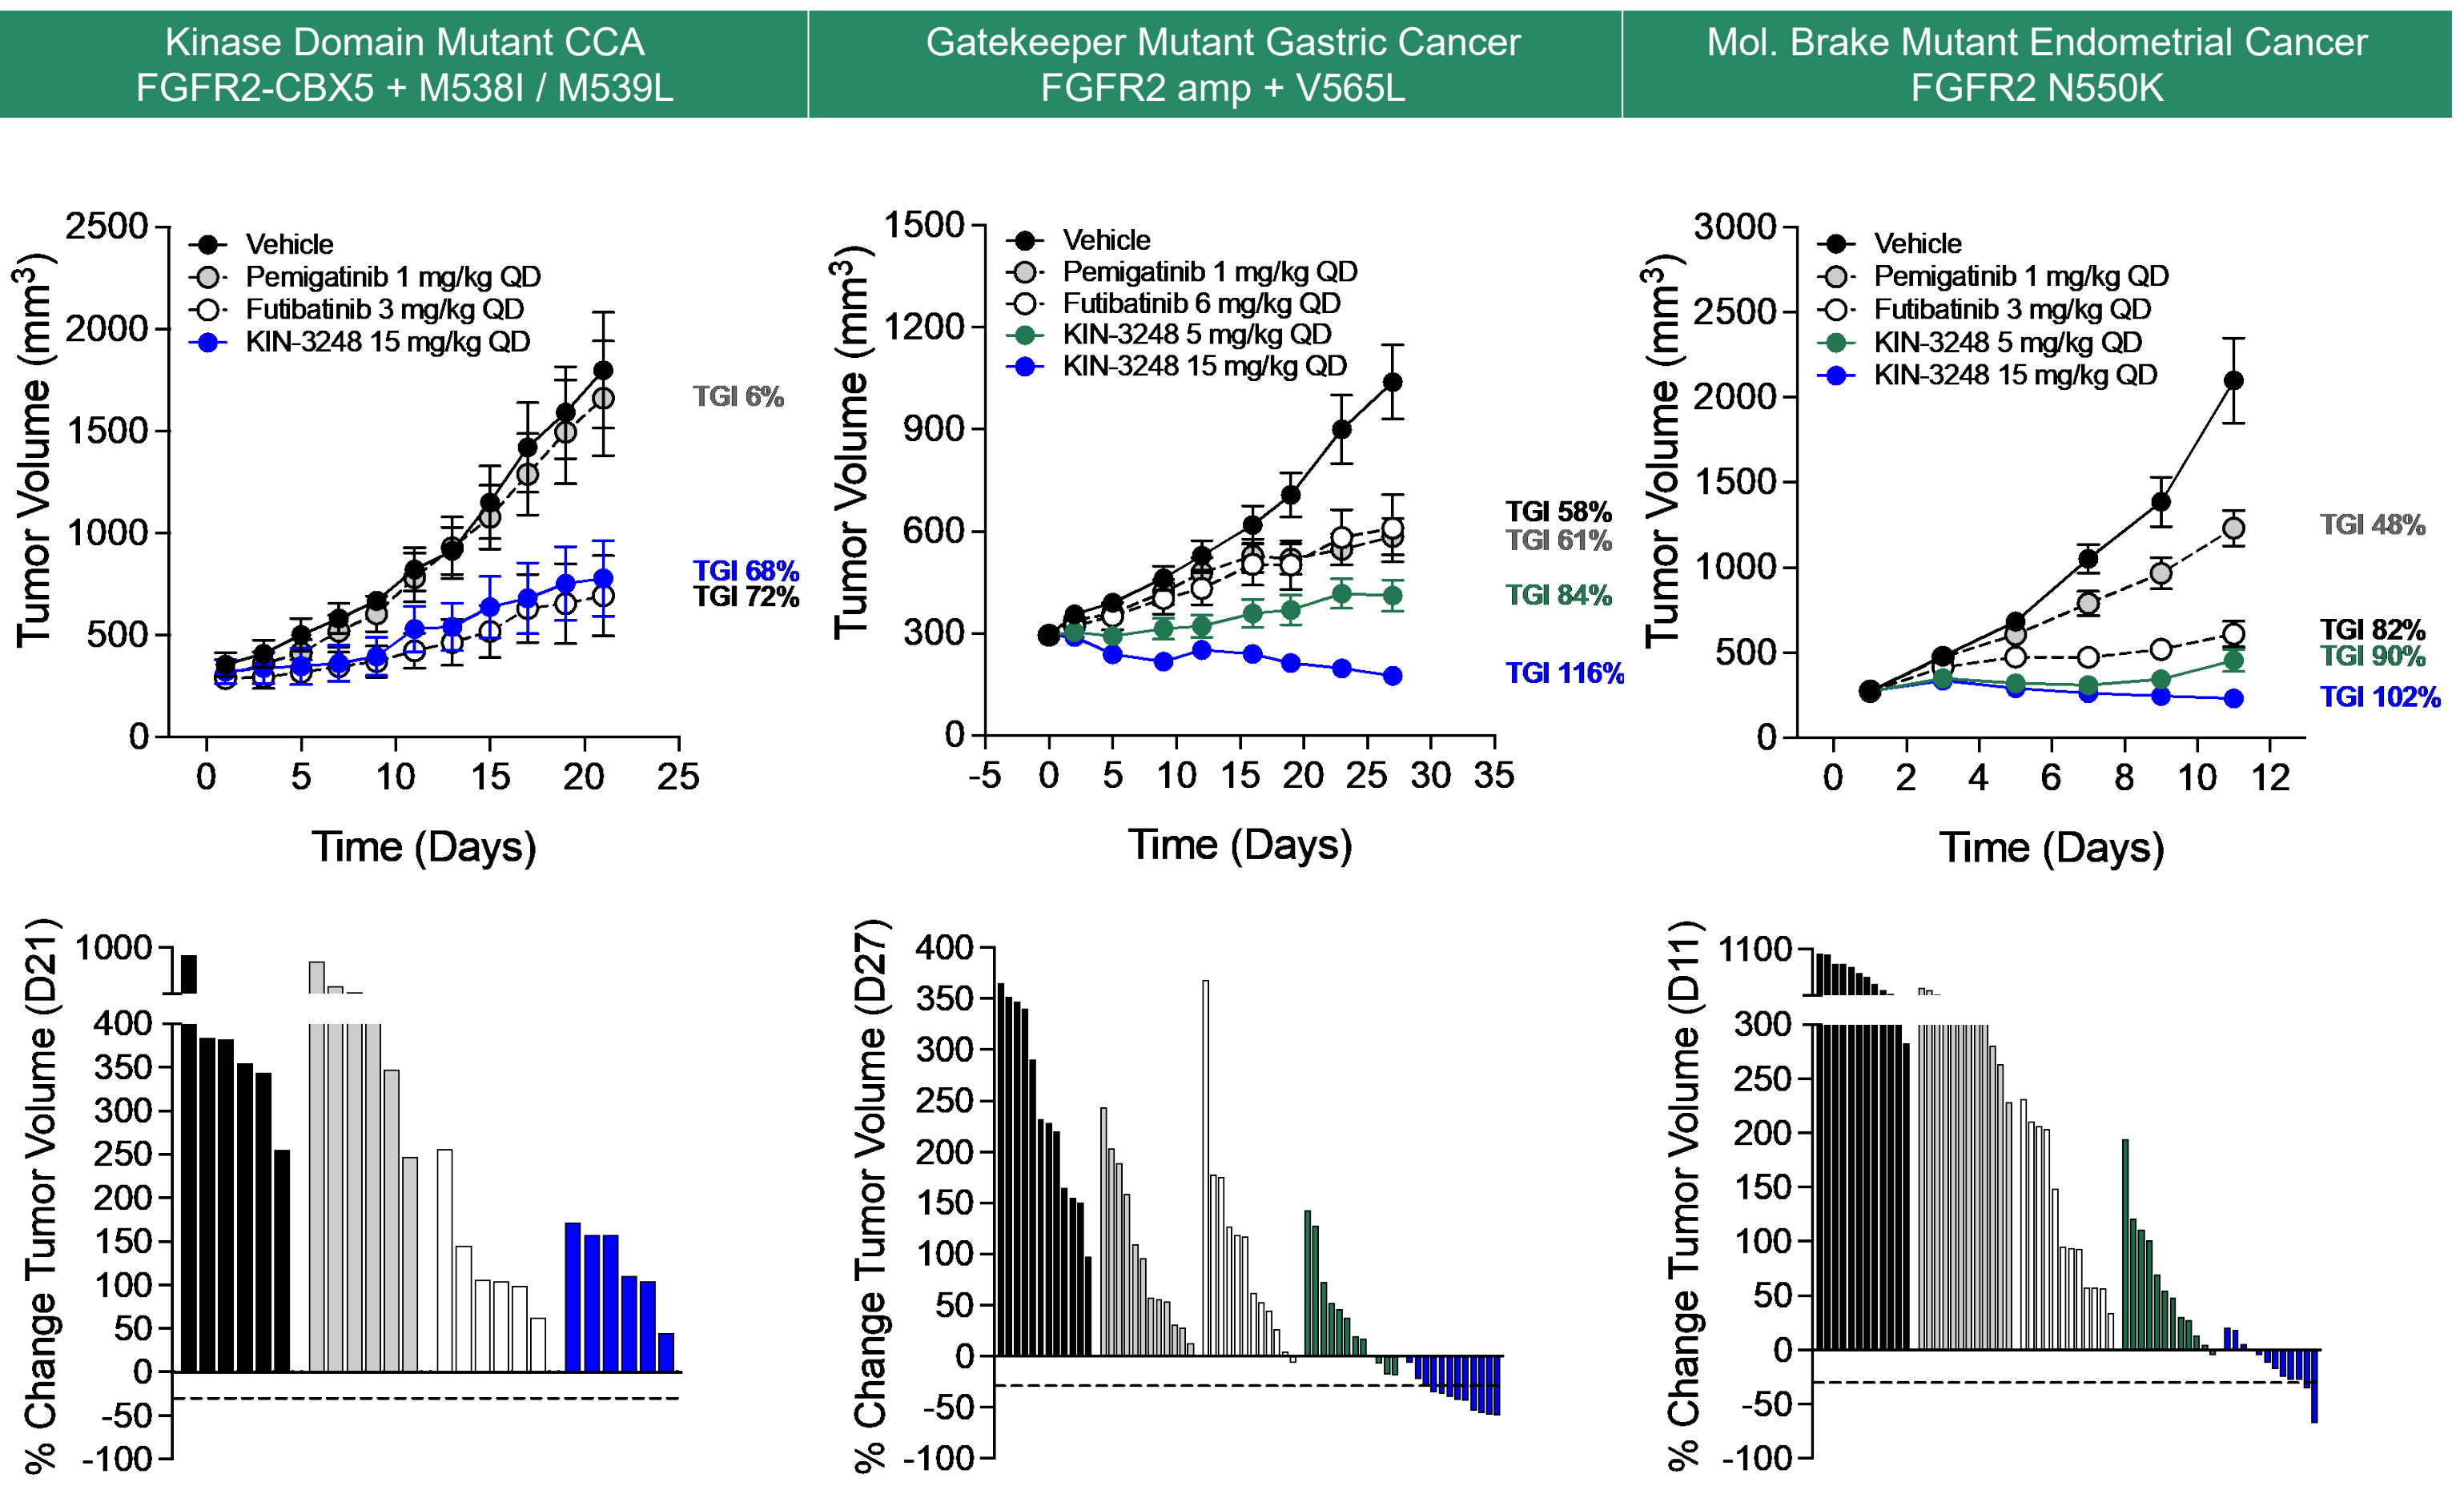 Kinase Domain Mutant CCA
FGFR2-CBX5 + M538I / M539L
Gatekeeper Mutant Gastric Cancer
FGFR2 amp + V565L
Mol. Brake Mutant Endometrial Cancer
FGFR2 N550K
Tumor Volume (mm³)
2500
2000
1500
1000
500
0
Vehicle
Pemigatinib 1 mg/kg QD
Futibatinib 3 mg/kg QD
KIN-3248 15 mg/kg QD
TGI 6%
TGI 68%
TGI 72%
0 5 10 15 20 25
Time (Days)
Tumor Volume (mm³)
1500
1200
900
600
300
0
Vehicle
Pemigatinib 1 mg/kg QD
Futibatinib 6 mg/kg QD
KIN-3248 5 mg/kg QD
KIN-3248 15 mg/kg QD
TGI 58%
TGI 61%
TGI 84%
TGI 116%
-5 0 5 10 15 20 25 30 35
Time (Days)
Tumor Volume (mm³)
3000
2500
2000
1500
1000
500
0
Vehicle
Pemigatinib 1 mg/kg QD
Futibatinib 3 mg/kg QD
KIN-3248 5 mg/kg QD
KIN-3248 15 mg/kg QD
TGI 48%
TGI 82%
TGI 90%
TGI 102%
0 2 4 6 8 10 12
Time (Days)
% Change Tumor Volume (D21)
1000
400
350
300
250
200
150
100
50
0
-50
-100
% Change Tumor Volume (D27)
400
350
300
250
200
150
100
50
0
-50
-100
% Change Tumor Volume (D11)
1100
300
250
200
150
100
50
0
-50
-100